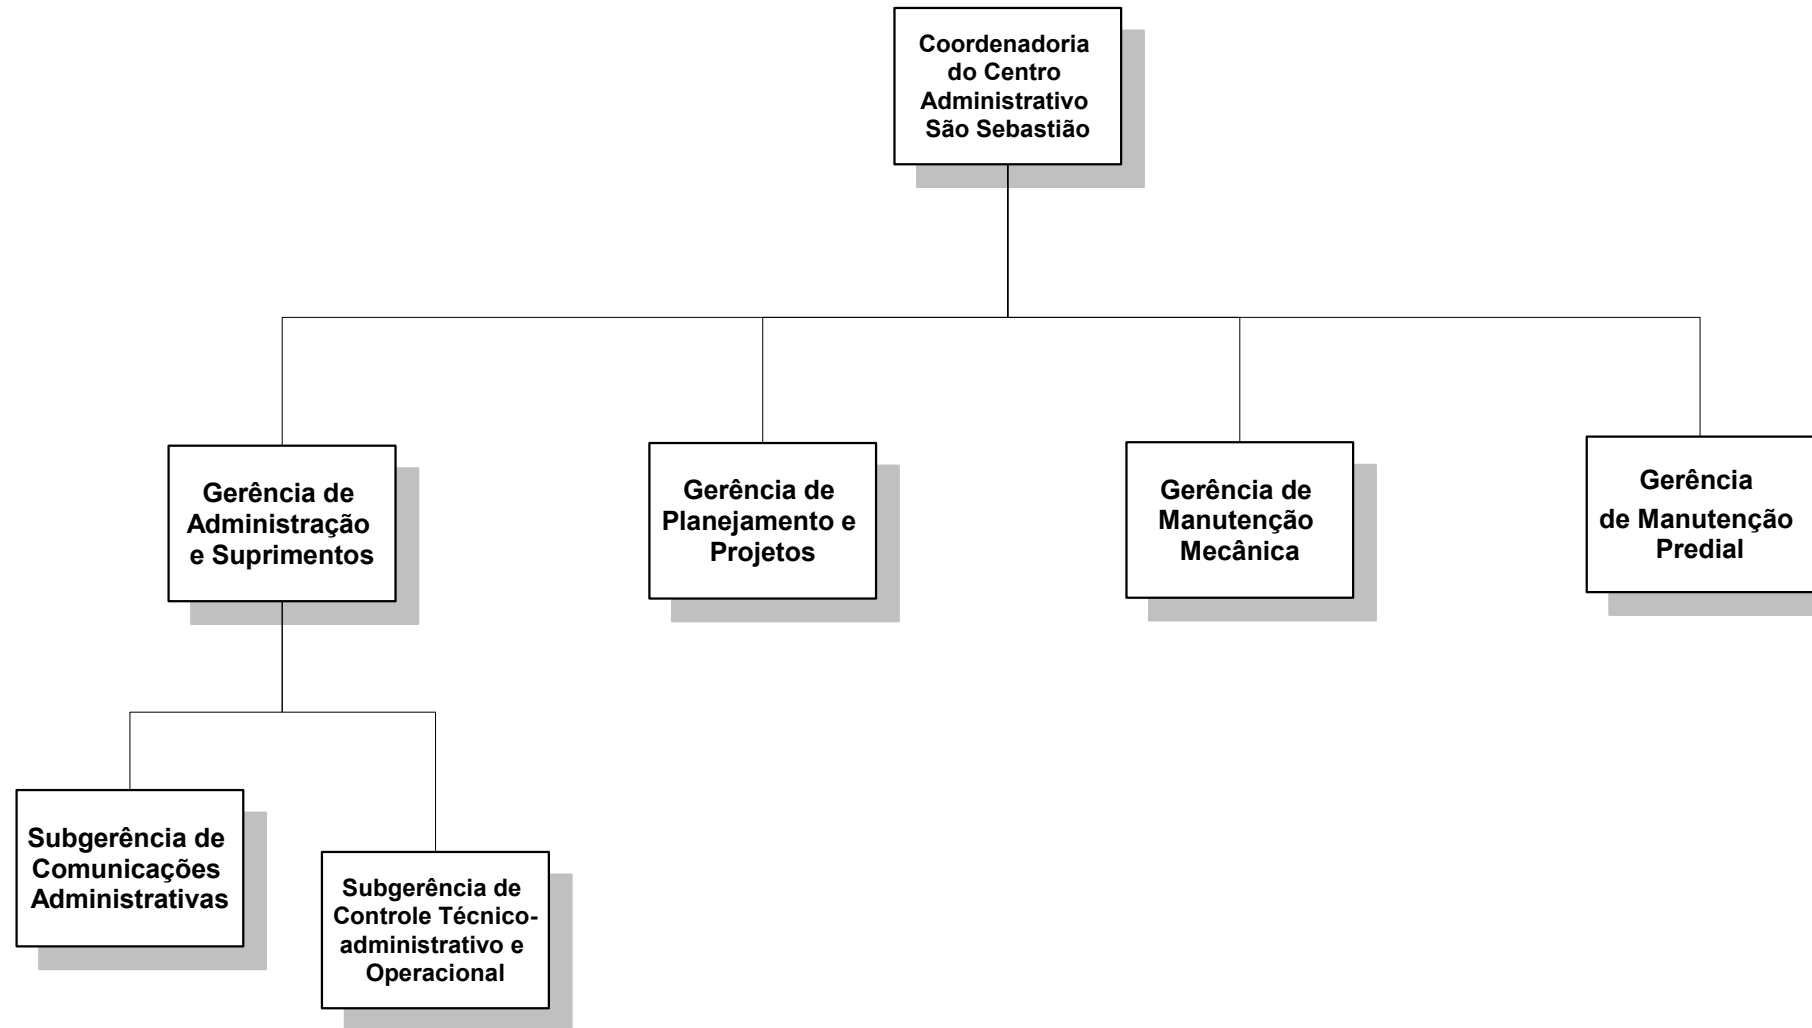 Coordenadoria
do Centro
Administrativo
São Sebastião
Gerência de
Administração
e Suprimentos
Gerência de
Planejamento e
Projetos
Gerência de
Manutenção
Mecânica
Gerência
de Manutenção
Predial
Subgerência de
Comunicações
Administrativas
Subgerência de
Controle Técnico-
administrativo e
Operacional